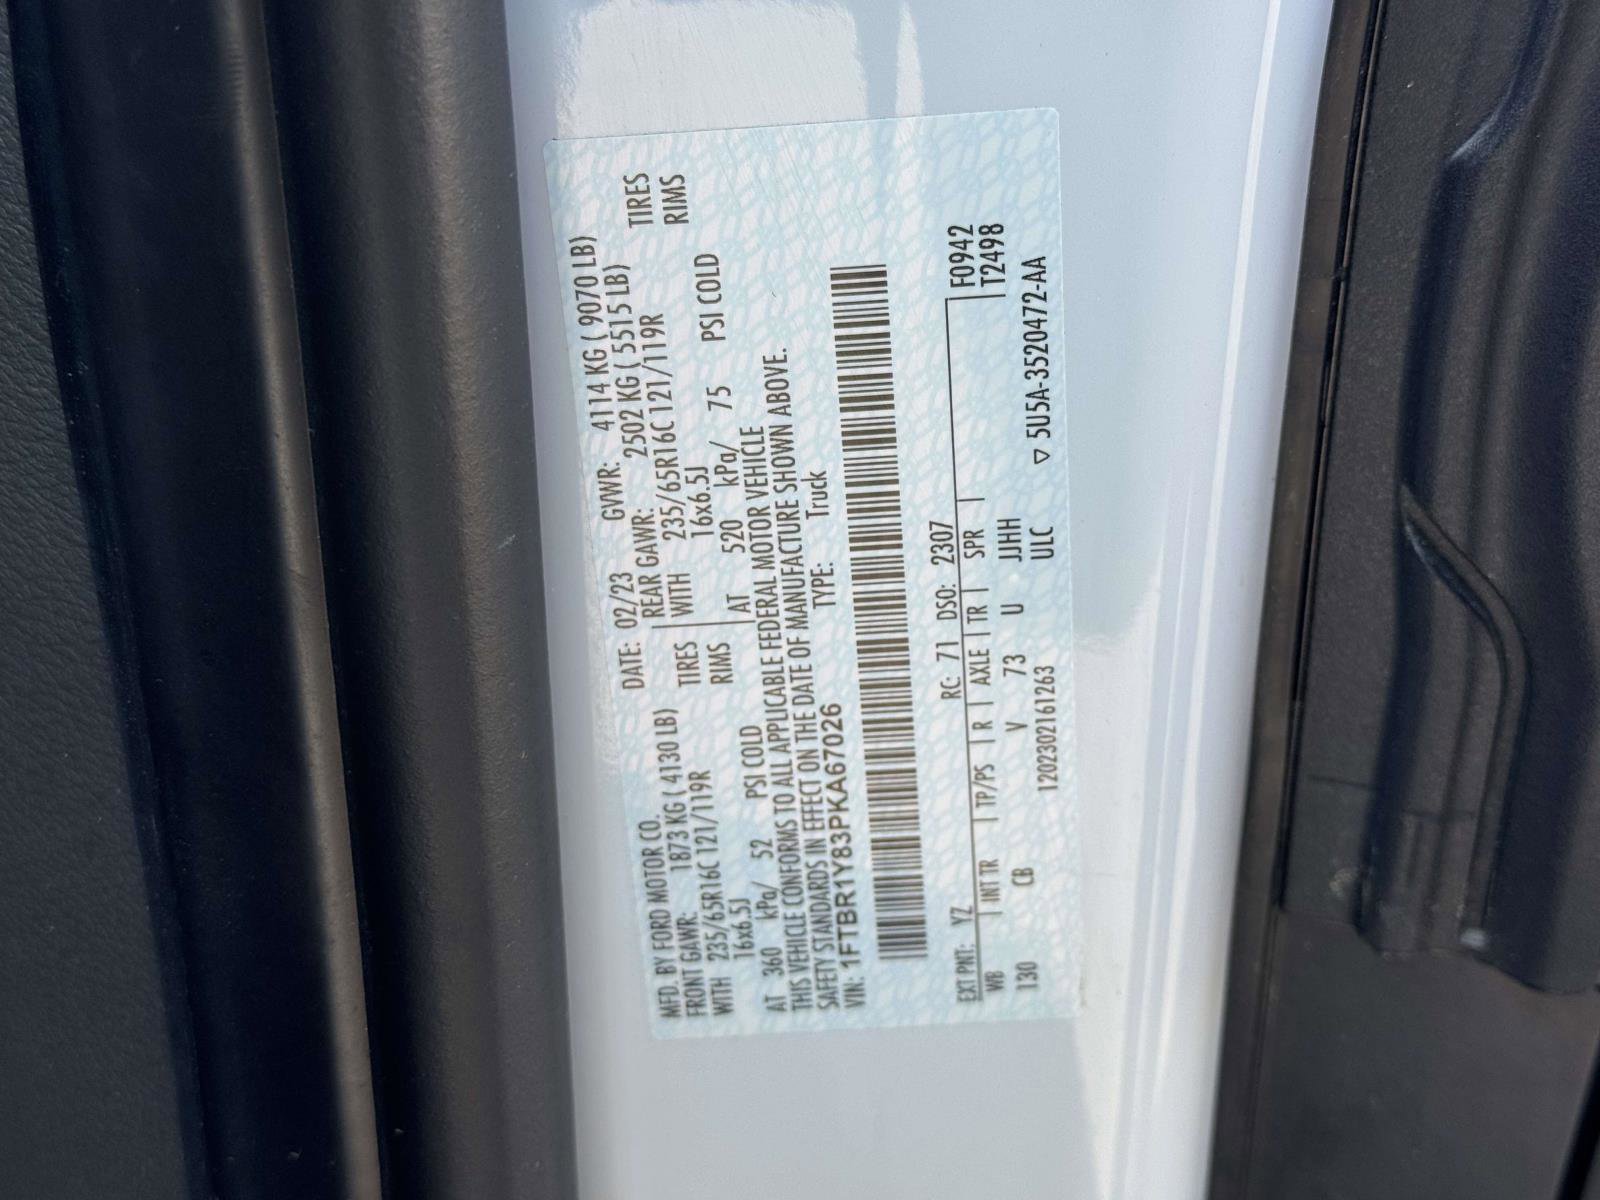 MFD. BY FORD MOTOR CO.
DATE: 02/23 GVWR: 4114 KG ( 9070 LB)
FRONT GAWR: 1873 KG ( 4130 LB) REAR GAWR: 2502 KG ( 5515 LB)
WITH 235/65R16C 121/119R TIRES WITH 235/65R16C 121/119R TIRES
16x6.5J RIMS 16x6.5J RIMS
AT 360 kPa/ 52 PSI COLD AT 520 kPa/ 75 PSI COLD
THIS VEHICLE CONFORMS TO ALL APPLICABLE FEDERAL MOTOR VEHICLE
SAFETY STANDARDS IN EFFECT ON THE DATE OF MANUFACTURE SHOWN ABOVE.
VIN: 1FTBR1Y83PKA67026 TYPE: Truck
EXT PNT: YZ RC: 71 DSO: 2307 F0942
WB INT TR TP/PS R AXLE TR SPR T2498
130 CB V 73 U JJHH
1202302161263 ULC ▽ 5U5A-3520472-AA